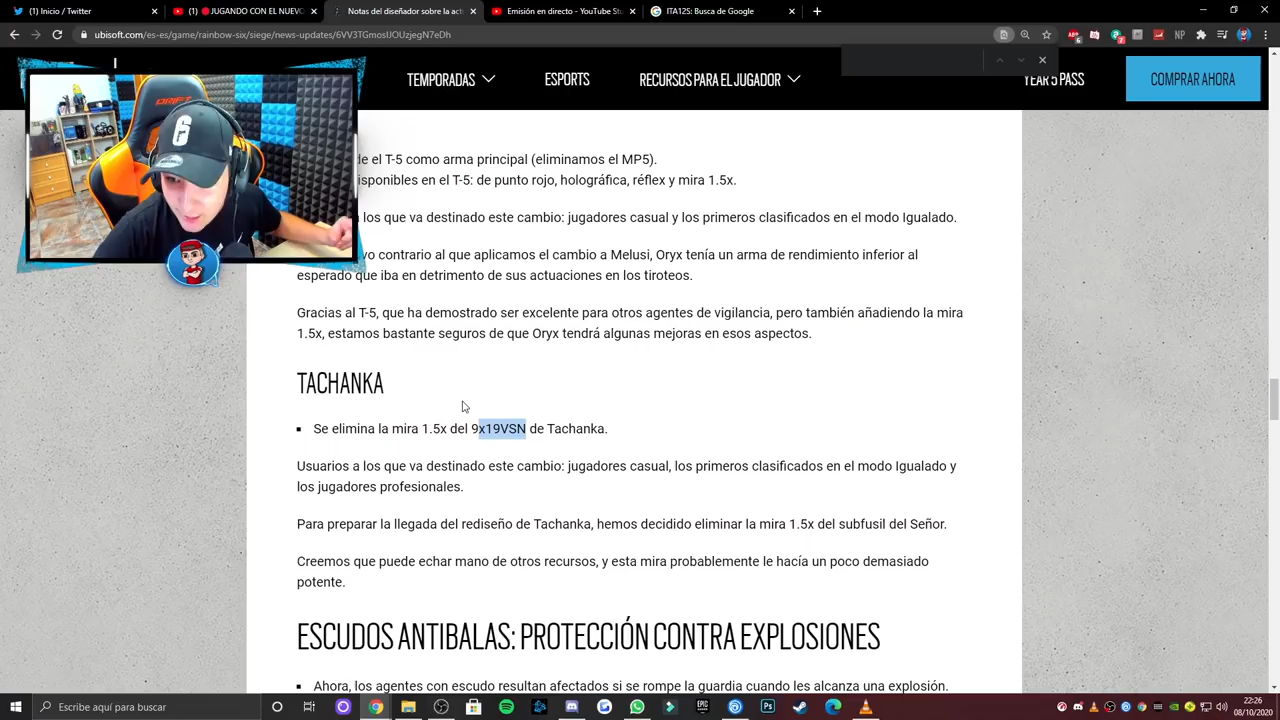 Inicio / Twitter
(1) 🔴 JUGANDO CON EL NUEVO
Notas del diseñador sobre la act
Emisión en directo - YouTube St
ITA12S: Busca de Google
ubisoft.com/es-es/game/rainbow-six/siege/news-updates/6VV3TGmosIJOUzjegN7eDh
TEMPORADAS
ESPORTS
RECURSOS PARA EL JUGADOR
YEAR 5 PASS
COMPRAR AHORA
6
DRIFT
de el T-5 como arma principal (eliminamos el MP5).
isponibles en el T-5: de punto rojo, holográfica, réflex y mira 1.5x.
a los que va destinado este cambio: jugadores casual y los primeros clasificados en el modo Igualado.
vo contrario al que aplicamos el cambio a Melusi, Oryx tenía un arma de rendimiento inferior al
esperado que iba en detrimento de sus actuaciones en los tiroteos.
Gracias al T-5, que ha demostrado ser excelente para otros agentes de vigilancia, pero también añadiendo la mira
1.5x, estamos bastante seguros de que Oryx tendrá algunas mejoras en esos aspectos.
TACHANKA
▪ Se elimina la mira 1.5x del 9x19VSN de Tachanka.
Usuarios a los que va destinado este cambio: jugadores casual, los primeros clasificados en el modo Igualado y
los jugadores profesionales.
Para preparar la llegada del rediseño de Tachanka, hemos decidido eliminar la mira 1.5x del subfusil del Señor.
Creemos que puede echar mano de otros recursos, y esta mira probablemente le hacía un poco demasiado
potente.
ESCUDOS ANTIBALAS: PROTECCIÓN CONTRA EXPLOSIONES
▪ Ahora, los agentes con escudo resultan afectados si se rompe la guardia cuando les alcanza una explosión.
Escribe aquí para buscar
22:26
08/10/2020